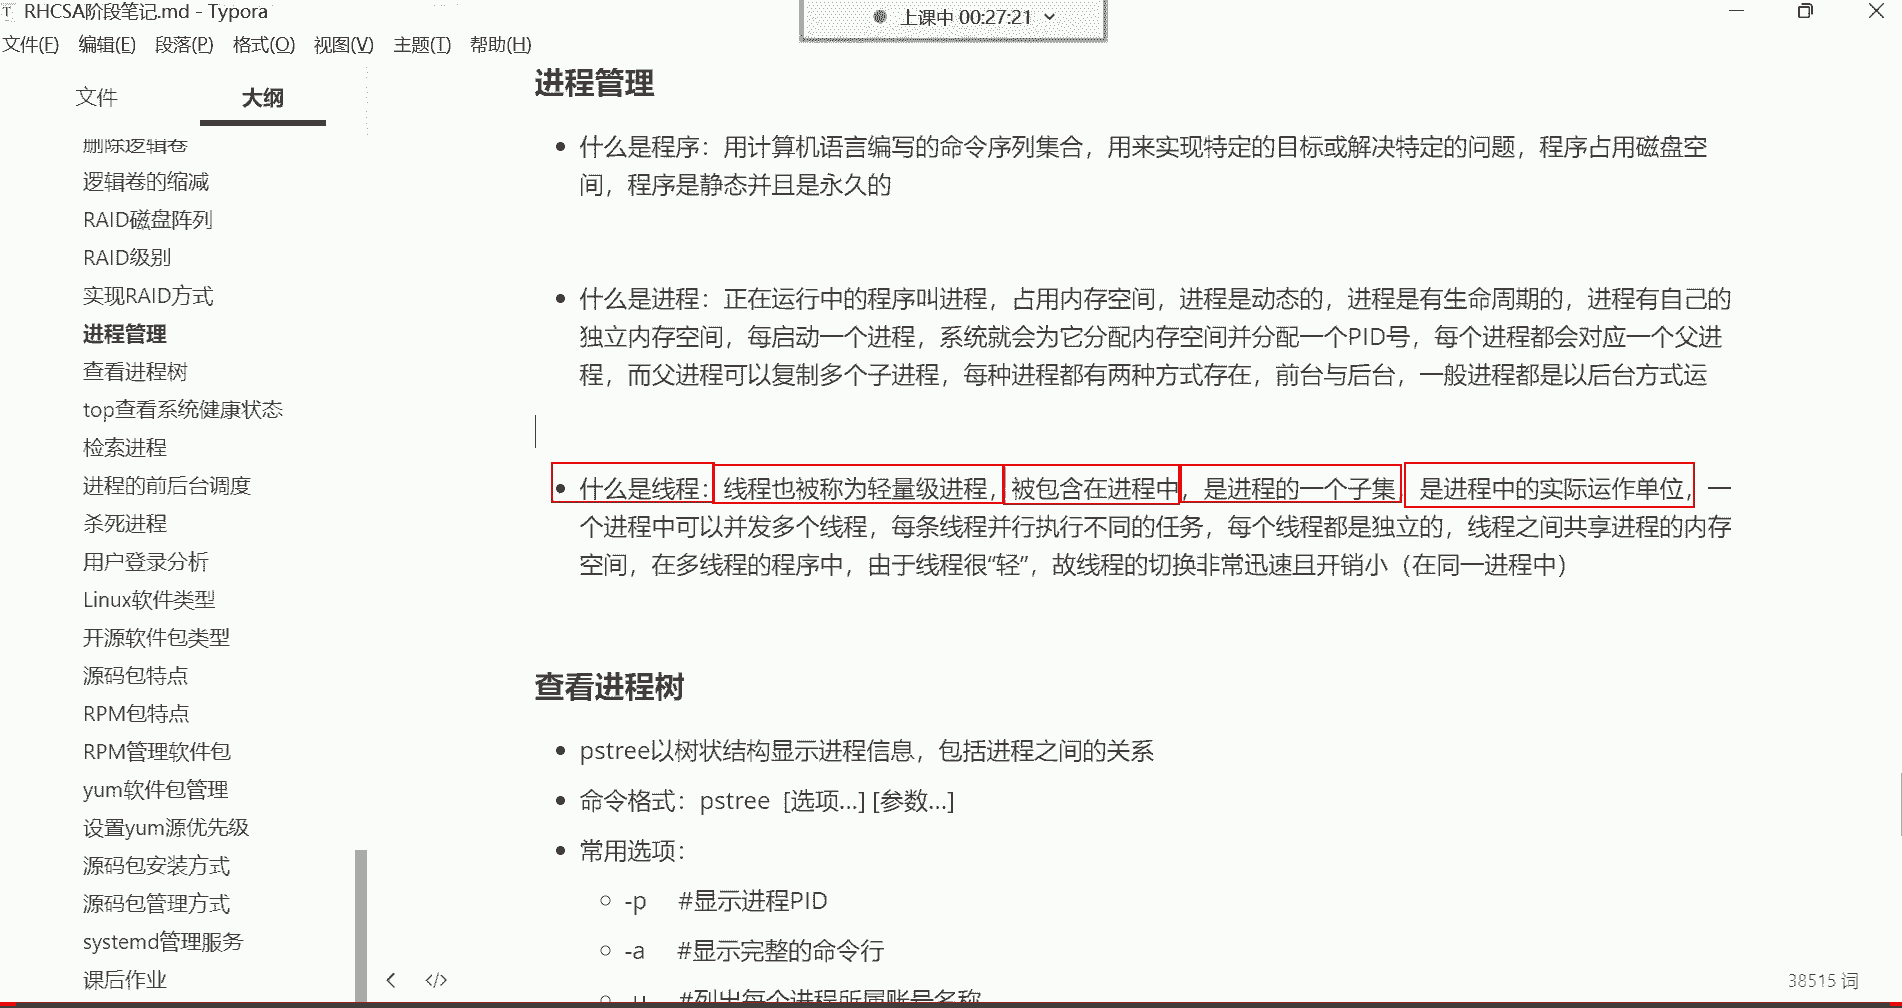 RHCSA阶段笔记.md - Typora
上课中 00:27:21
文件(F) 编辑(E) 段落(P) 格式(O) 视图(V) 主题(T) 帮助(H)
文件 大纲
删除逻辑卷
逻辑卷的缩减
RAID磁盘阵列
RAID级别
实现RAID方式
进程管理
查看进程树
top查看系统健康状态
检索进程
进程的前后台调度
杀死进程
用户登录分析
Linux软件类型
开源软件包类型
源码包特点
RPM包特点
RPM管理软件包
yum软件包管理
设置yum源优先级
源码包安装方式
源码包管理方式
systemd管理服务
课后作业
进程管理
什么是程序：用计算机语言编写的命令序列集合，用来实现特定的目标或解决特定的问题，程序占用磁盘空
间，程序是静态并且是永久的
什么是进程：正在运行中的程序叫进程，占用内存空间，进程是动态的，进程是有生命周期的，进程有自己的
独立内存空间，每启动一个进程，系统就会为它分配内存空间并分配一个PID号，每个进程都会对应一个父进
程，而父进程可以复制多个子进程，每种进程都有两种方式存在，前台与后台，一般进程都是以后台方式运
什么是线程：线程也被称为轻量级进程，被包含在进程中，是进程的一个子集，是进程中的实际运作单位，一
个进程中可以并发多个线程，每条线程并行执行不同的任务，每个线程都是独立的，线程之间共享进程的内存
空间，在多线程的程序中，由于线程很“轻”，故线程的切换非常迅速且开销小（在同一进程中）
查看进程树
pstree以树状结构显示进程信息，包括进程之间的关系
命令格式：pstree [选项...] [参数...]
常用选项：
-p #显示进程PID
-a #显示完整的命令行
-u #列出每个进程所属账号名称
38515 词